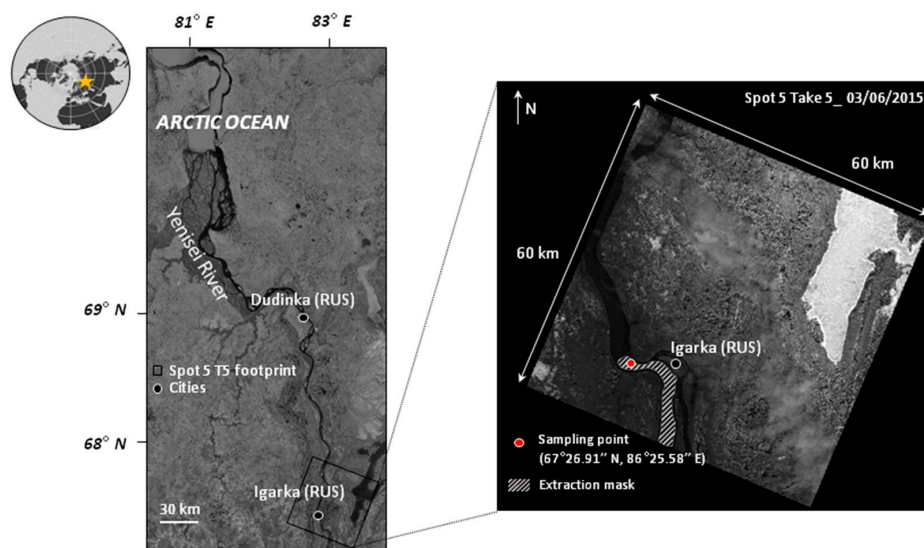 81° E
83° E
ARCTIC OCEAN
Yenisei River
69° N
Dudinka (RUS)
Spot 5 T5 footprint
Cities
68° N
Igarka (RUS)
30 km
N
Spot 5 Take 5_ 03/06/2015
60 km
60 km
Igarka (RUS)
Sampling point
(67°26.91” N, 86°25.58” E)
Extraction mask